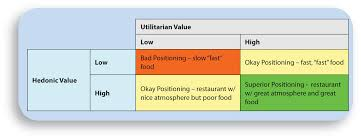 Utilitarian Value
Low High
Hedonic Value
Low
Bad Positioning – slow "fast"
food
Okay Positioning – fast, "fast" food
High
Okay Positioning – restaurant w/
nice atmosphere but poor food
Superior Positioning – restaurant
w/ great atmosphere and great
food